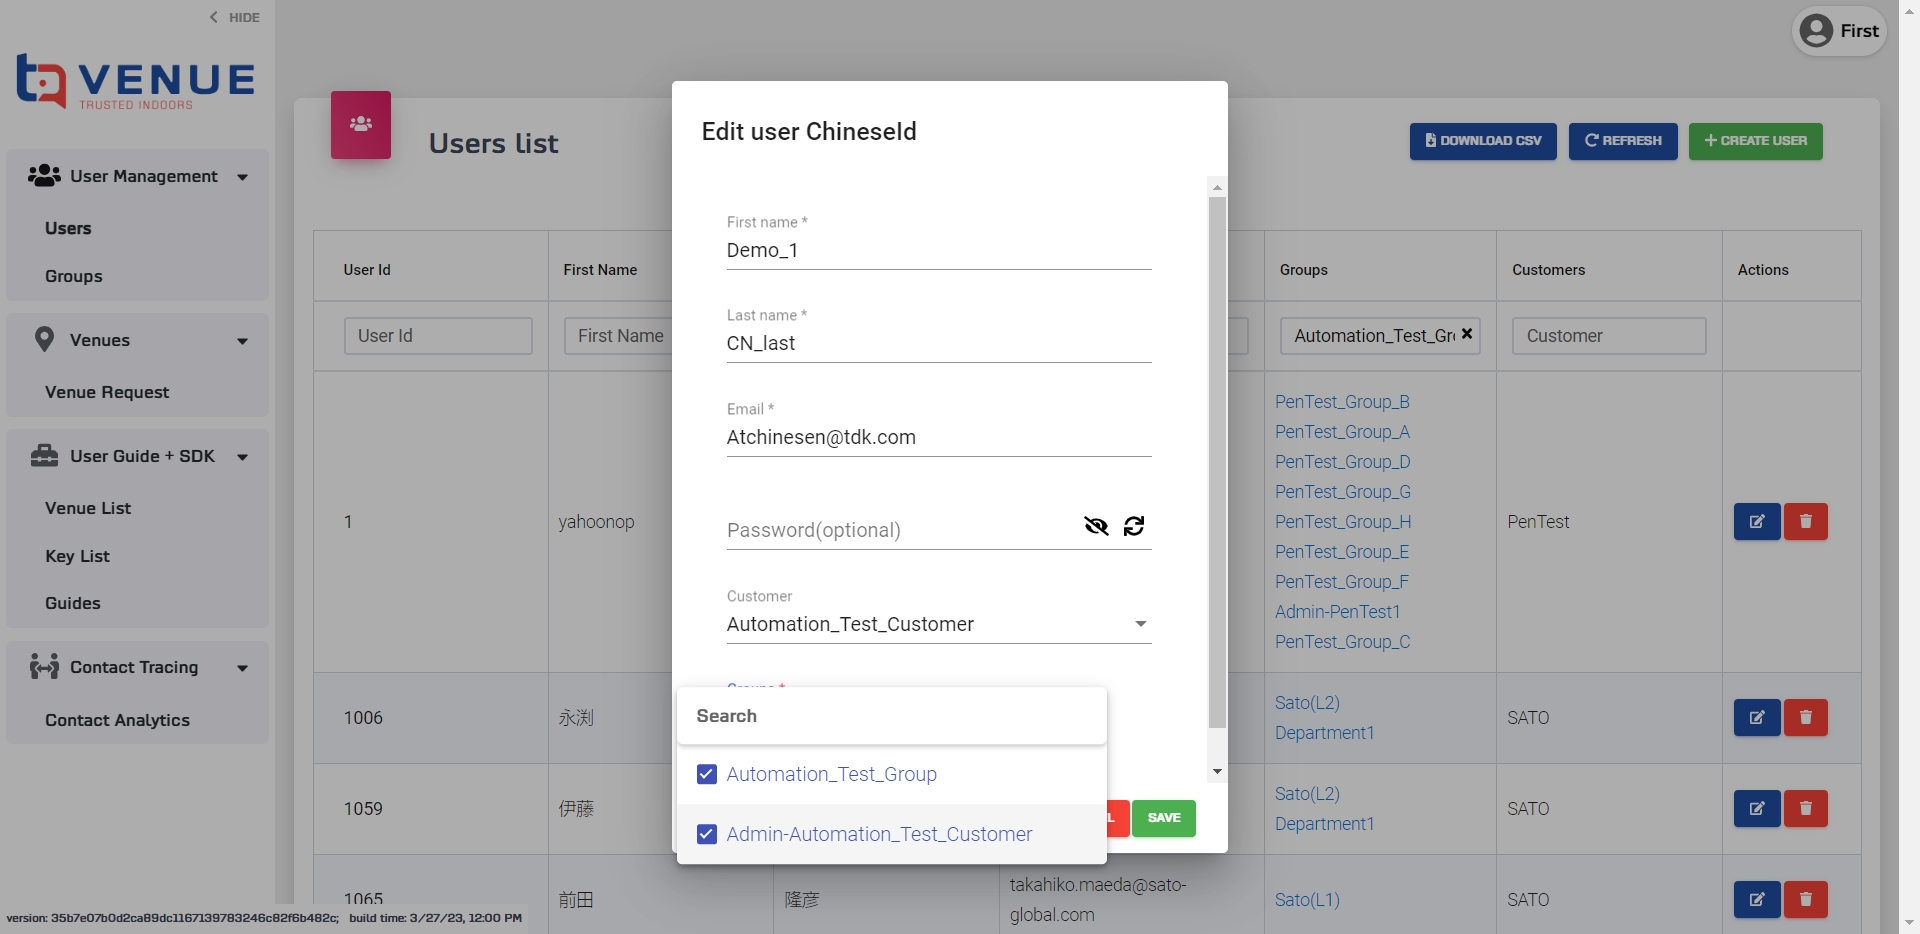 HIDE
VENUE
TRUSTED INDOORS
User Management
Users
Groups
Venues
Venue Request
User Guide + SDK
Venue List
Key List
Guides
Contact Tracing
Contact Analytics
version: 35b7e07b0d2ca89dc1167139783246c82f6b482c; build time: 3/27/23, 12:00 PM
First
Users list
DOWNLOAD CSV
REFRESH
CREATE USER
User Id
First Name
Groups
Customers
Actions
User Id
First Name
Automation_Test_Gr
Customer
1
yahoonop
PenTest_Group_B
PenTest_Group_A
PenTest_Group_D
PenTest_Group_G
PenTest_Group_H
PenTest_Group_E
PenTest_Group_F
Admin-PenTest1
PenTest_Group_C
PenTest
1006
永渕
Sato(L2)
Department1
SATO
1059
伊藤
Sato(L2)
Department1
SATO
1065
前田
隆彦
takahiko.maeda@sato-
global.com
Sato(L1)
SATO
Edit user ChineseId
First name *
Demo_1
Last name *
CN_last
Email *
Atchinesen@tdk.com
Password(optional)
Customer
Automation_Test_Customer
Groups *
Search
Automation_Test_Group
Admin-Automation_Test_Customer
L
SAVE